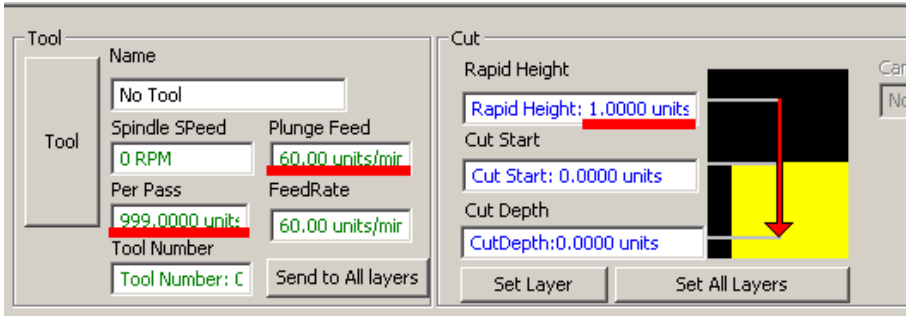 Tool
Name
No Tool
Tool
Spindle SPeed
0 RPM
Plunge Feed
60.00 units/mir
Per Pass
999.0000 units
FeedRate
60.00 units/mir
Tool Number
Tool Number: 0
Send to All layers
Cut
Rapid Height
Rapid Height: 1.0000 units
Cut Start
Cut Start: 0.0000 units
Cut Depth
CutDepth:0.0000 units
Set Layer
Set All Layers